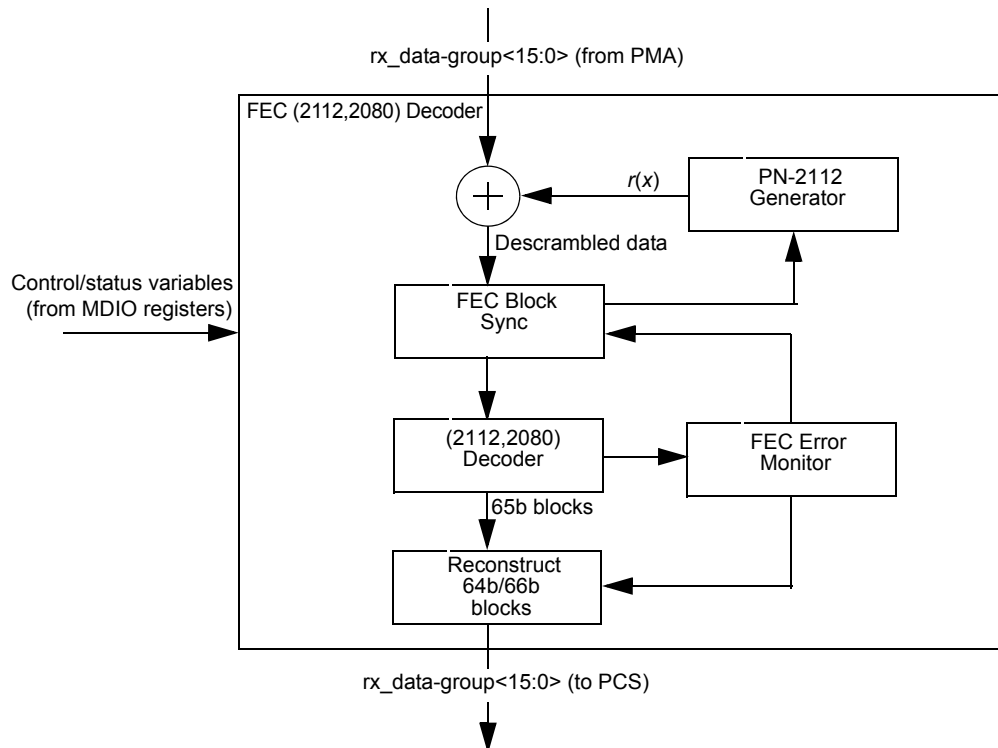 rx_data-group<15:0> (from PMA)
FEC (2112,2080) Decoder
PN-2112
Generator
r(x)
Descrambled data
Control/status variables
(from MDIO registers)
FEC Block
Sync
(2112,2080)
Decoder
FEC Error
Monitor
65b blocks
Reconstruct
64b/66b
blocks
rx_data-group<15:0> (to PCS)